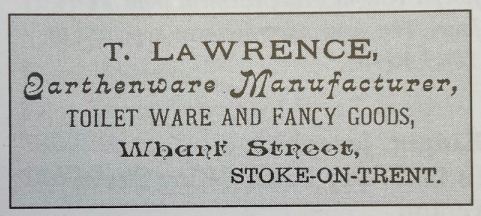 T. LAWRENCE,
Earthenware Manufacturer,
TOILET WARE AND FANCY GOODS,
Wharf Street,
STOKE-ON-TRENT.